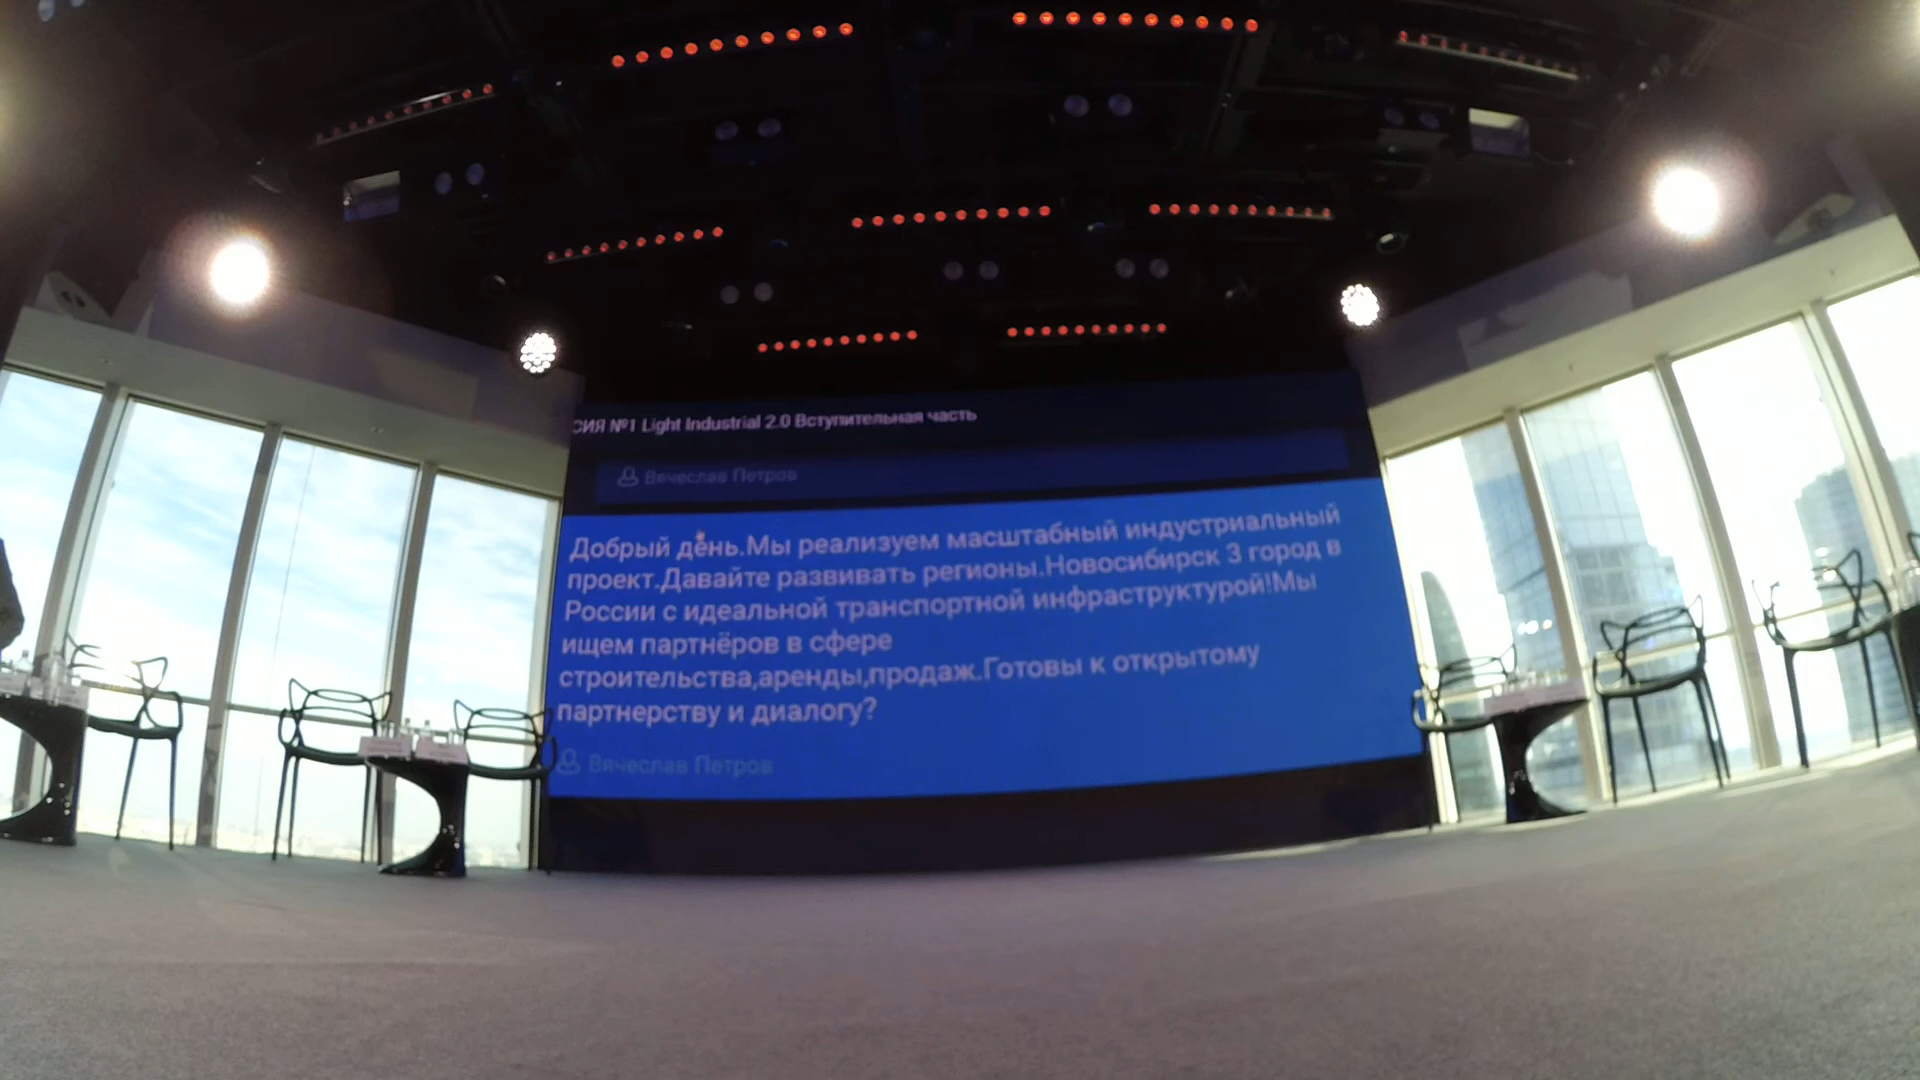 СИЯ №1 Light Industrial 2.0 Вступительная часть
Вячеслав Петров
Добрый день.Мы реализуем масштабный индустриальный
проект.Давайте развивать регионы.Новосибирск 3 город в
России с идеальной транспортной инфраструктурой!Мы
ищем партнёров в сфере
строительства,аренды,продаж.Готовы к открытому
партнерству и диалогу?
Вячеслав Петров